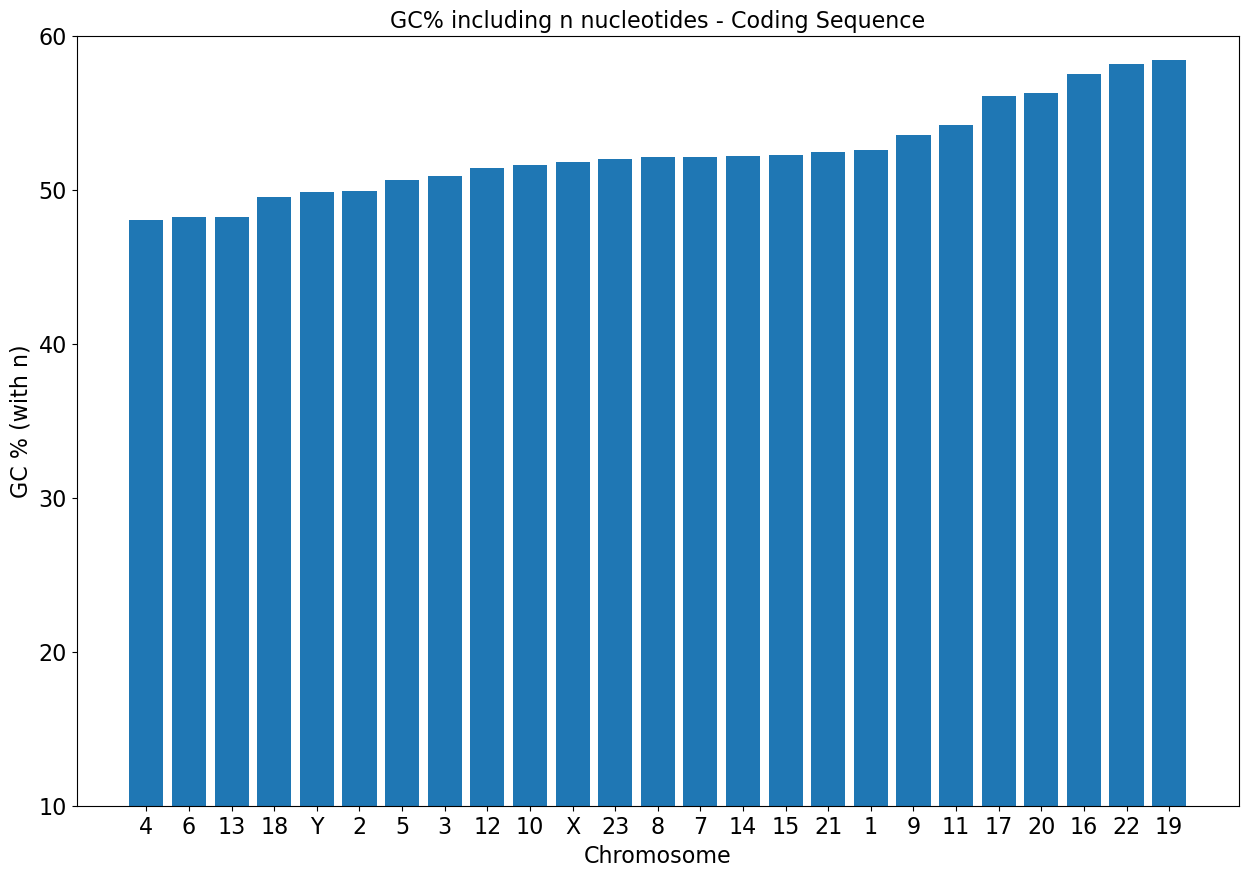 GC% including n nucleotides - Coding Sequence
60
50
40
30
20
10
GC % (with n)
4 6 13 18 Y 2 5 3 12 10 X 23 8 7 14 15 21 1 9 11 17 20 16 22 19
Chromosome